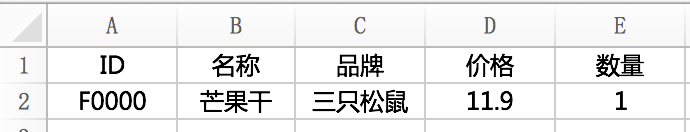 A B C D E
1 ID 名称 品牌 价格 数量
2 F0000 芒果干 三只松鼠 11.9 1